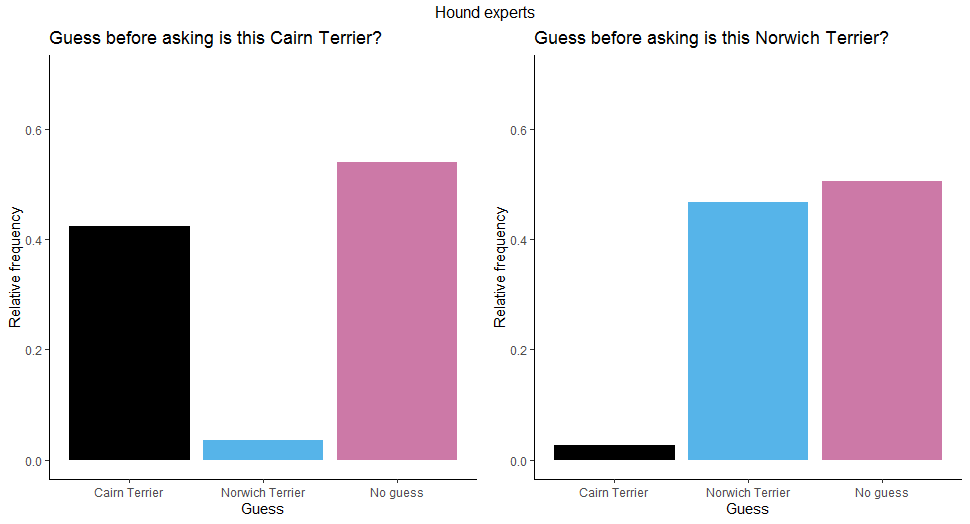 Hound experts
Guess before asking is this Cairn Terrier?
Relative frequency
0.6
0.4
0.2
0.0
Cairn Terrier
Norwich Terrier
No guess
Guess
Guess before asking is this Norwich Terrier?
Relative frequency
0.6
0.4
0.2
0.0
Cairn Terrier
Norwich Terrier
No guess
Guess